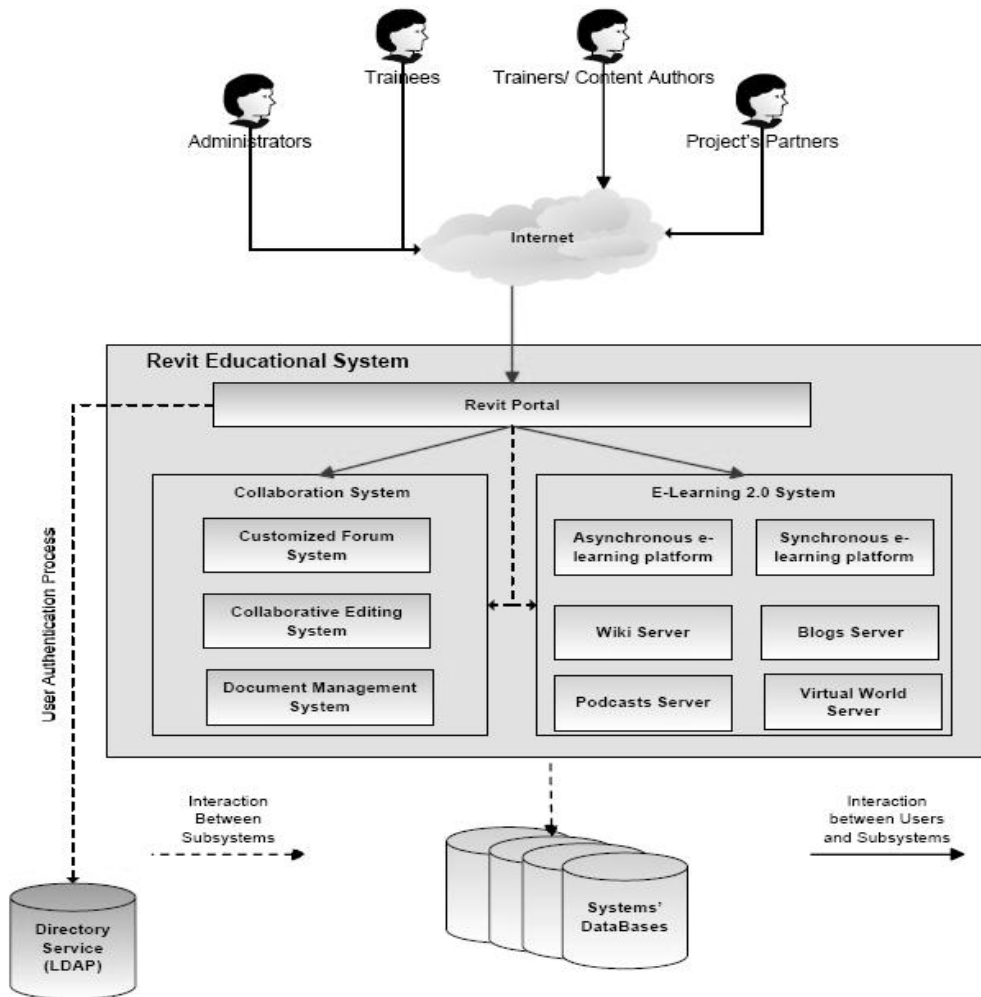 Trainees
Trainers/ Content Authors
Administrators
Project's Partners
Internet
Revit Educational System
Revit Portal
Collaboration System
Customized Forum
System
Collaborative Editing
System
Document Management
System
E-Learning 2.0 System
Asynchronous e-
learning platform
Synchronous e-
learning platform
Wiki Server
Blogs Server
Podcasts Server
Virtual World
Server
User Authentication Process
Interaction
Between
Subsystems
Interaction
between Users
and Subsystems
Systems'
DataBases
Directory
Service
(LDAP)